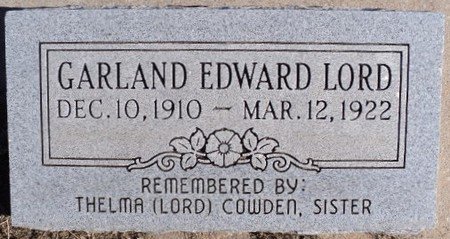 GARLAND EDWARD LORD
DEC. 10, 1910 – MAR. 12, 1922
REMEMBERED BY:
THELMA (LORD) COWDEN, SISTER